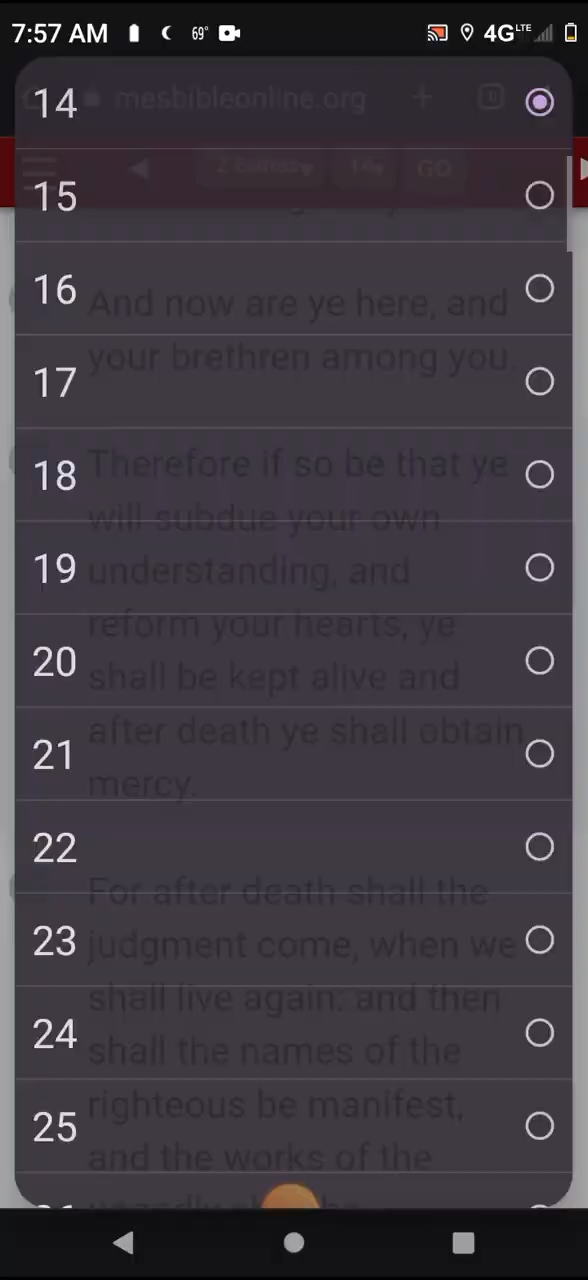 7:57 AM 69° 4G LTE
14 mesbibleonline.org
15 2 Esdras 14 GO
16 And now are ye here, and
17 your brethren among you.
18 Therefore if so be that ye
will subdue your own
19 understanding, and
reform your hearts, ye
20 shall be kept alive and
21 after death ye shall obtain
mercy.
22
For after death shall the
23 judgment come, when we
shall live again: and then
24 shall the names of the
25 righteous be manifest,
and the works of the